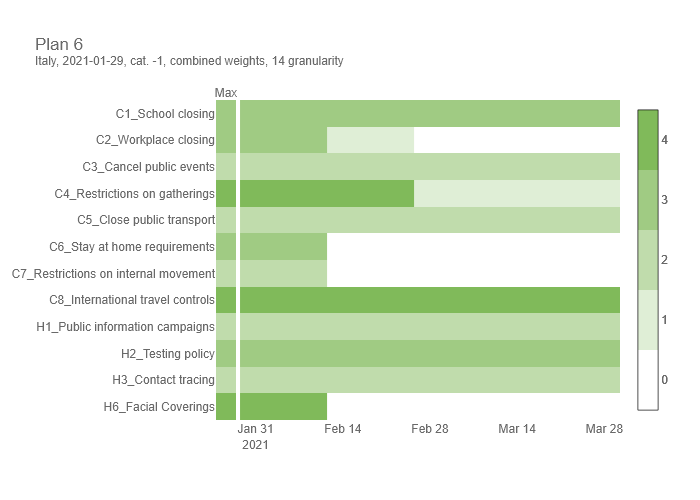 Plan 6
Italy, 2021-01-29, cat. -1, combined weights, 14 granularity
Max
C1_School closing
C2_Workplace closing
C3_Cancel public events
C4_Restrictions on gatherings
C5_Close public transport
C6_Stay at home requirements
C7_Restrictions on internal movement
C8_International travel controls
H1_Public information campaigns
H2_Testing policy
H3_Contact tracing
H6_Facial Coverings
Jan 31 Feb 14 Feb 28 Mar 14 Mar 28
2021
4
3
2
1
0